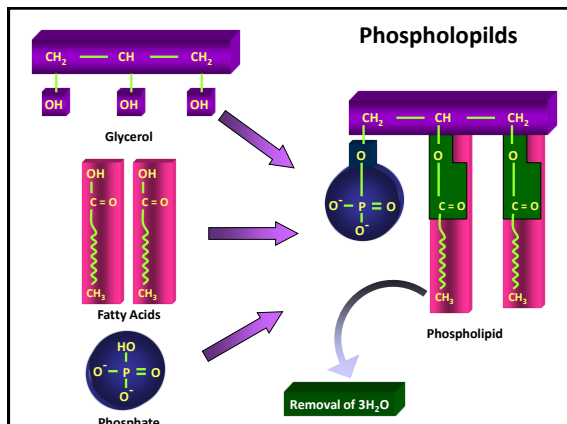 Phospholopilds
CH₂ — CH — CH₂
OH OH OH
Glycerol
OH OH
C = O C = O
CH₃ CH₃
Fatty Acids
HO
O⁻ — P = O
O⁻
Phosphate
CH₂ — CH — CH₂
O O O
O⁻ P = O
O⁻
C = O C = O
CH₃ CH₃
Phospholipid
Removal of 3H₂O